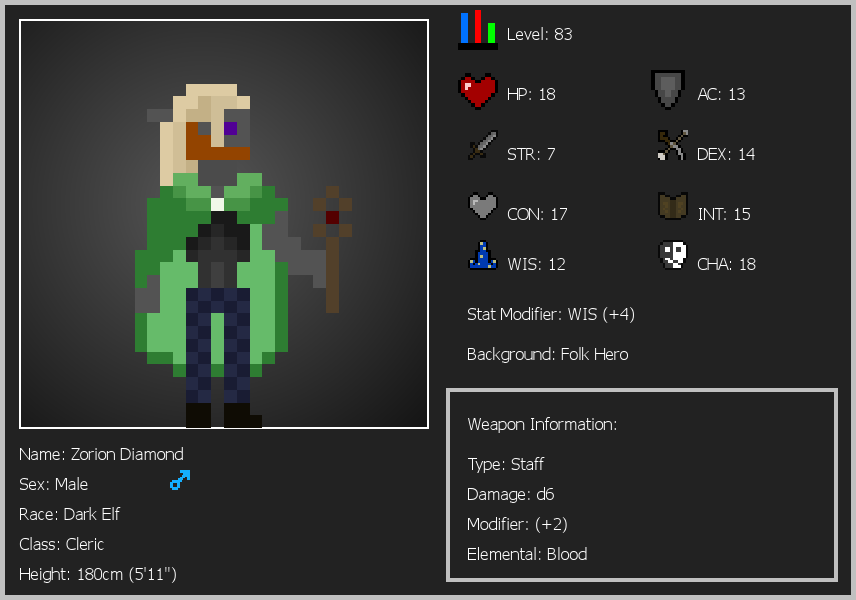 Level: 83
HP: 18
AC: 13
STR: 7
DEX: 14
CON: 17
INT: 15
WIS: 12
CHA: 18
Stat Modifier: WIS (+4)
Background: Folk Hero
Weapon Information:
Type: Staff
Damage: d6
Modifier: (+2)
Elemental: Blood
Name: Zorion Diamond
Sex: Male
Race: Dark Elf
Class: Cleric
Height: 180cm (5'11")